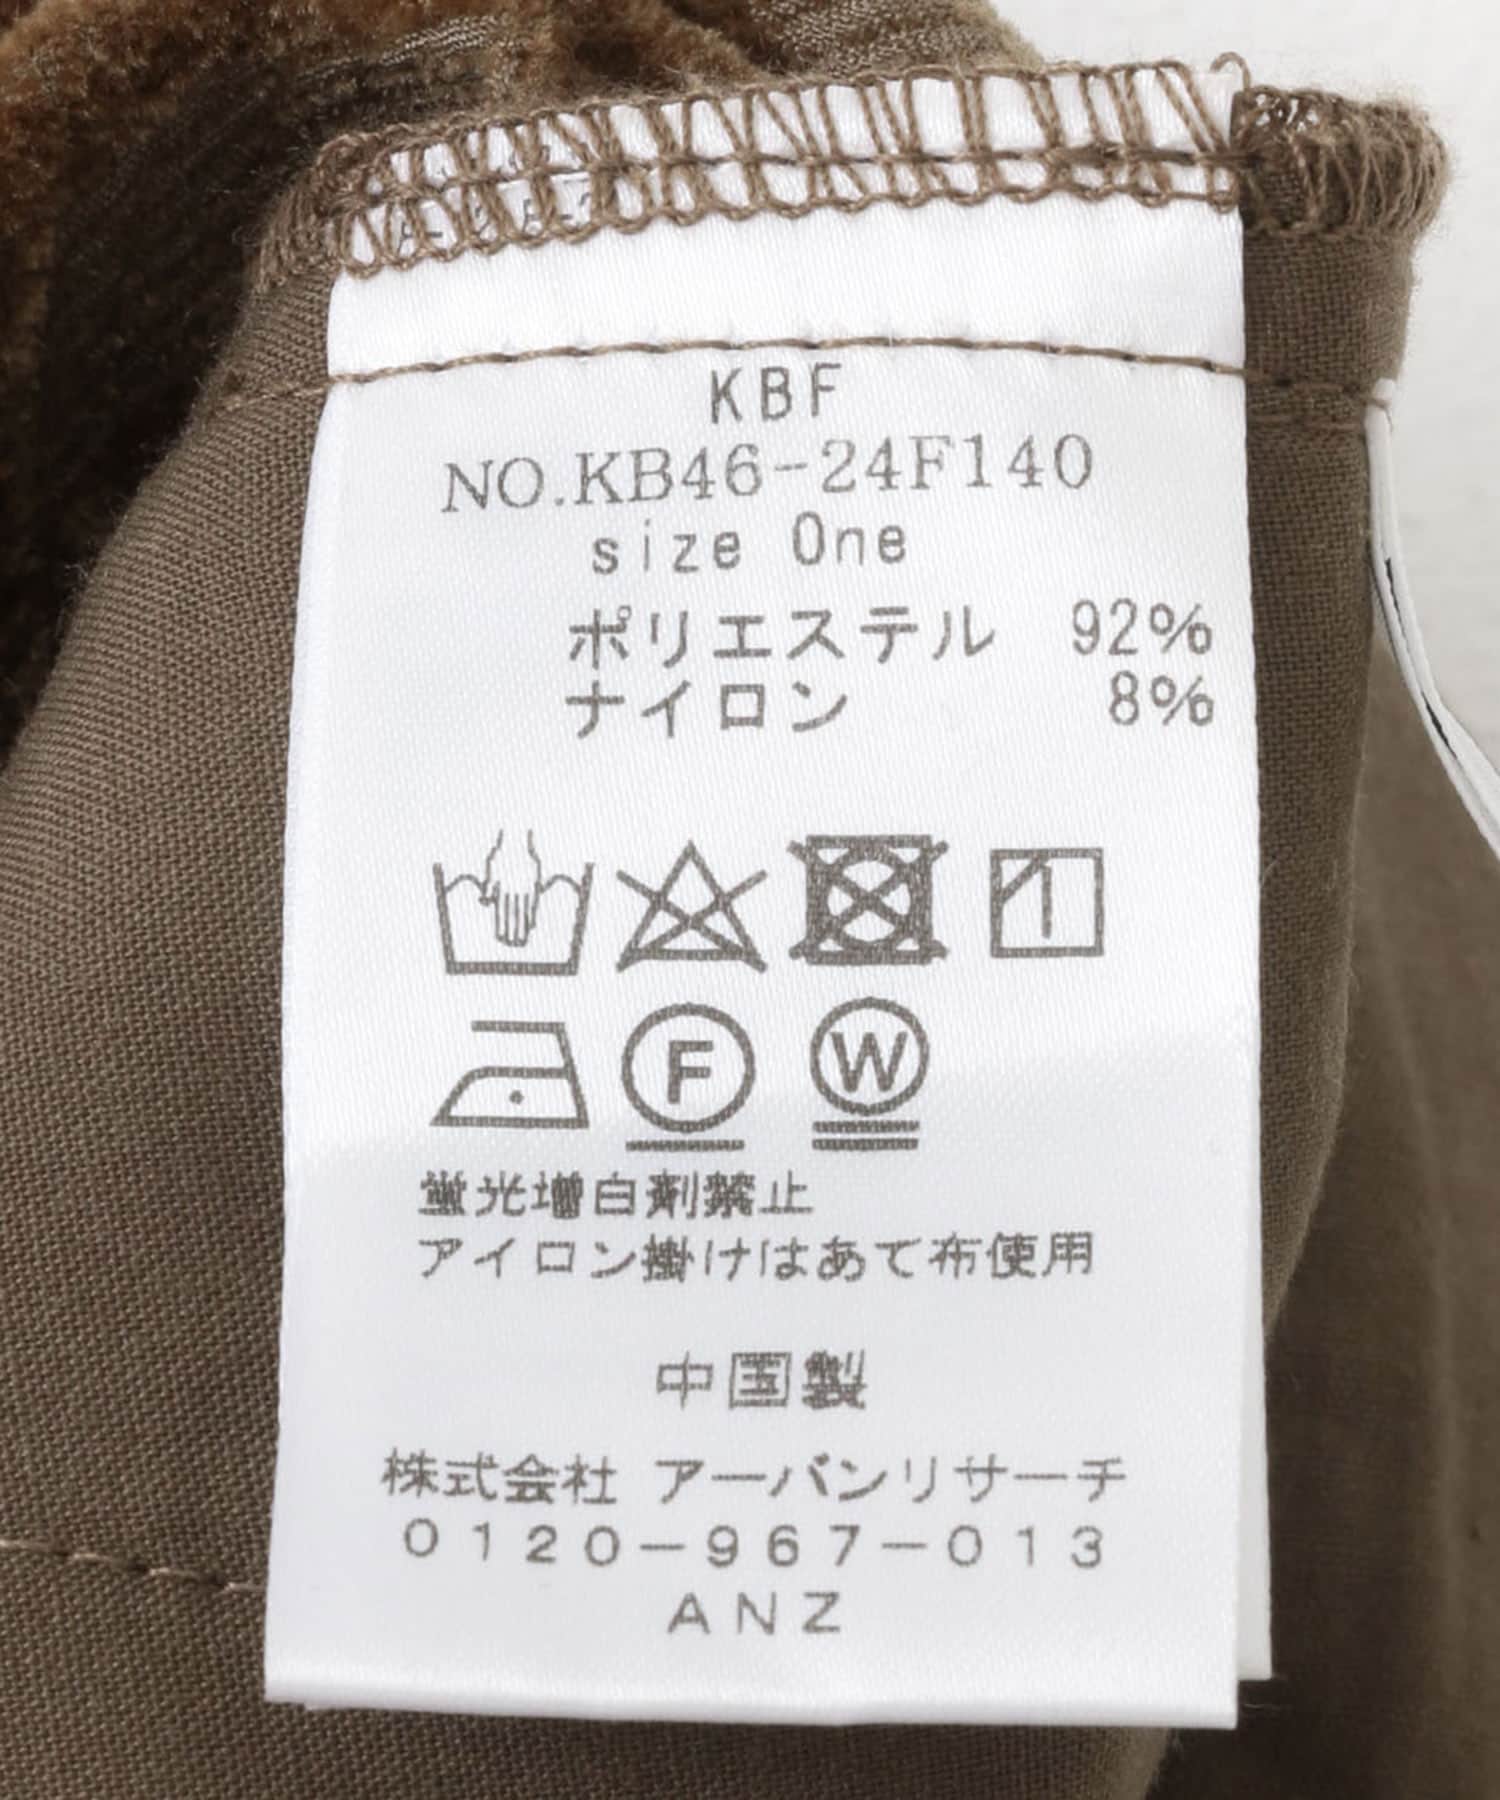 KBF
NO.KB46-24F140
size One
ポリエステル 92%
ナイロン 8%
F W
蛍光増白剤禁止
アイロン掛けはあて布使用
中国製
株式会社 アーバンリサーチ
0120-967-013
ANZ